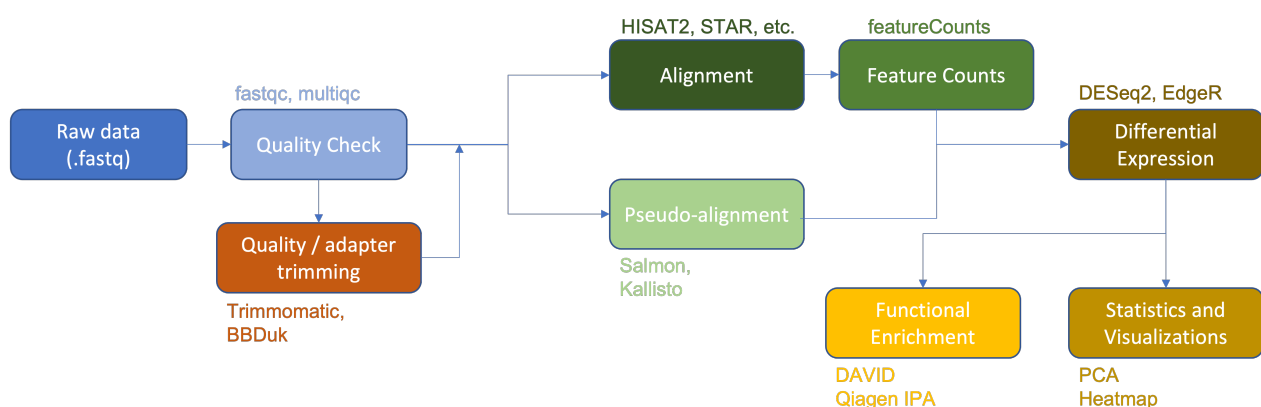 HISAT2, STAR, etc.
featureCounts
Alignment
Feature Counts
fastqc, multiqc
DESeq2, EdgeR
Raw data
(.fastq)
Quality Check
Differential
Expression
Pseudo-alignment
Quality / adapter
trimming
Salmon,
Kallisto
Trimmomatic,
BBDuk
Functional
Enrichment
Statistics and
Visualizations
DAVID
Qiagen IPA
PCA
Heatmap